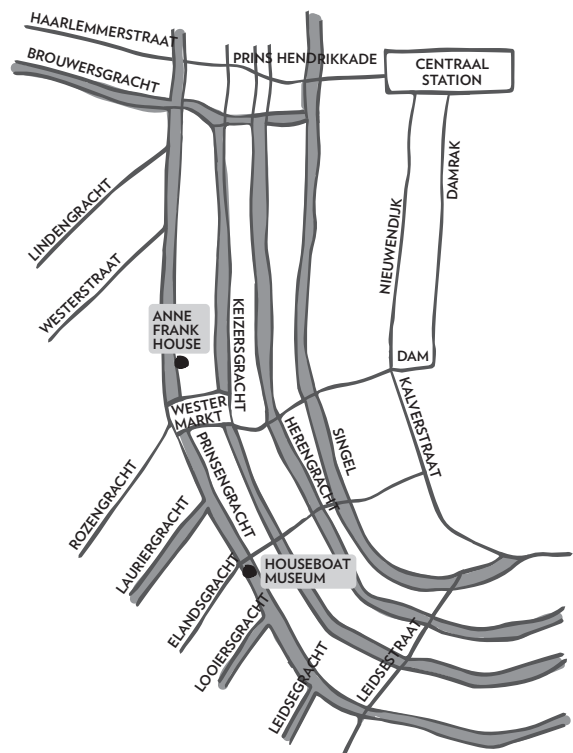 HAARLEMMERSTRAAT
PRINS HENDRIKKADE
CENTRAAL
STATION
BROUWERSGRACHT
DAMRAK
LINDENGRACHT
NIEUWENDIJK
WESTERSTRAAT
ANNE
FRANK
HOUSE
KEIZERSGRACHT
DAM
WESTER
MARKT
KALVERSTRAAT
PRINSENGRACHT
HERENGRACHT
SINGEL
ROZENGRACHT
LAURIERGRACHT
ELANDSGRACHT
HOUSEBOAT
MUSEUM
LOOIERSGRACHT
LEIDSEGRACHT
LEIDSESTRAAT